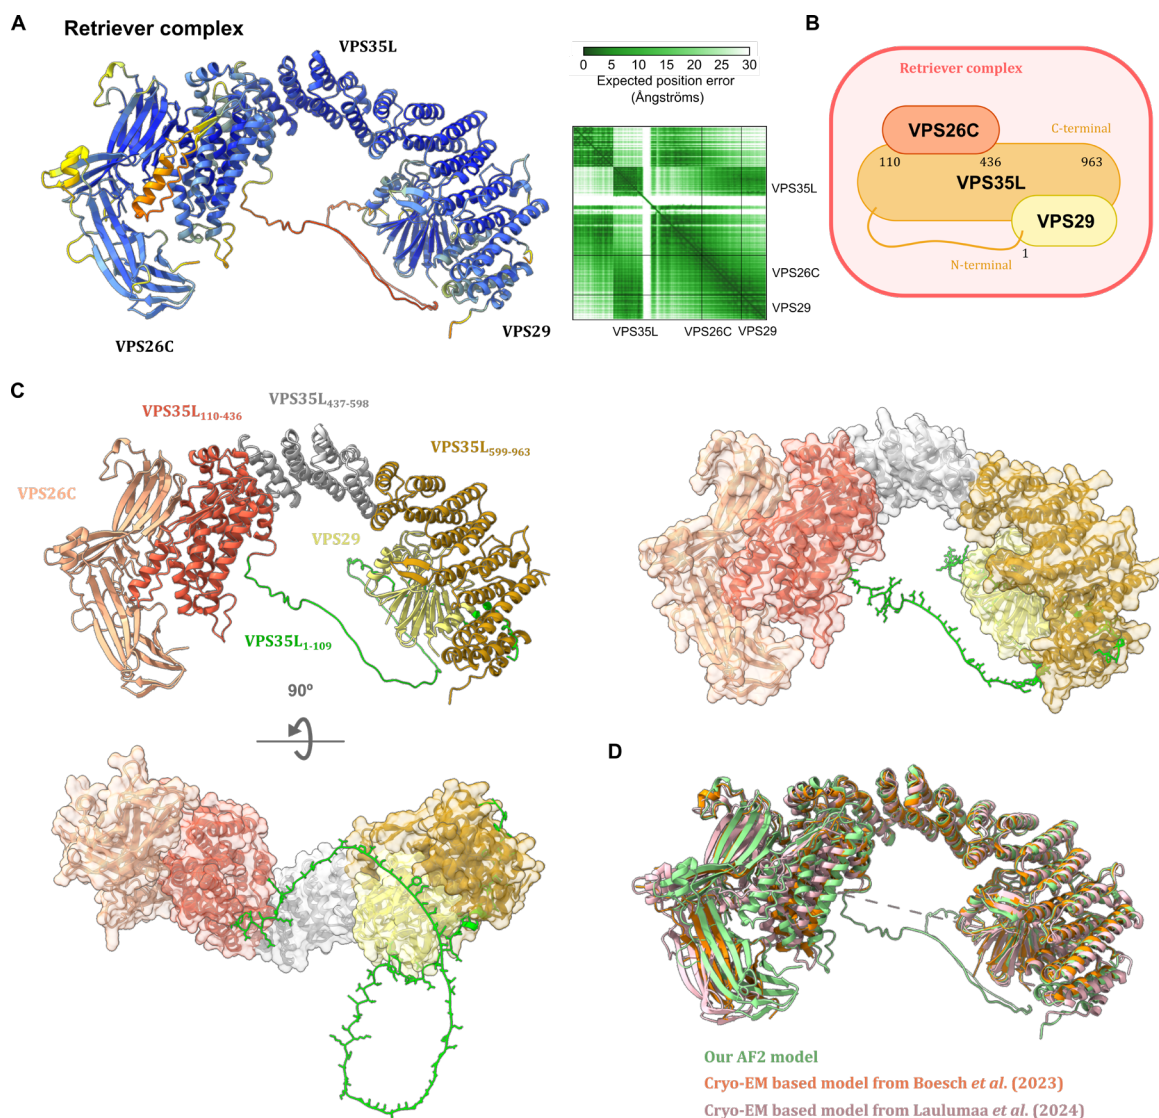 A
Retriever complex
VPS35L
VPS26C
VPS29
0 5 10 15 20 25 30
Expected position error
(Ångströms)
VPS35L
VPS26C
VPS29
VPS35L
VPS26C
VPS29
B
Retriever complex
VPS26C
C-terminal
110
436
963
VPS35L
VPS29
N-terminal
1
C
VPS35L437-598
VPS35L110-436
VPS35L599-963
VPS26C
VPS29
VPS35L1-109
90º
D
Our AF2 model
Cryo-EM based model from Boesch et al. (2023)
Cryo-EM based model from Laulumaa et al. (2024)